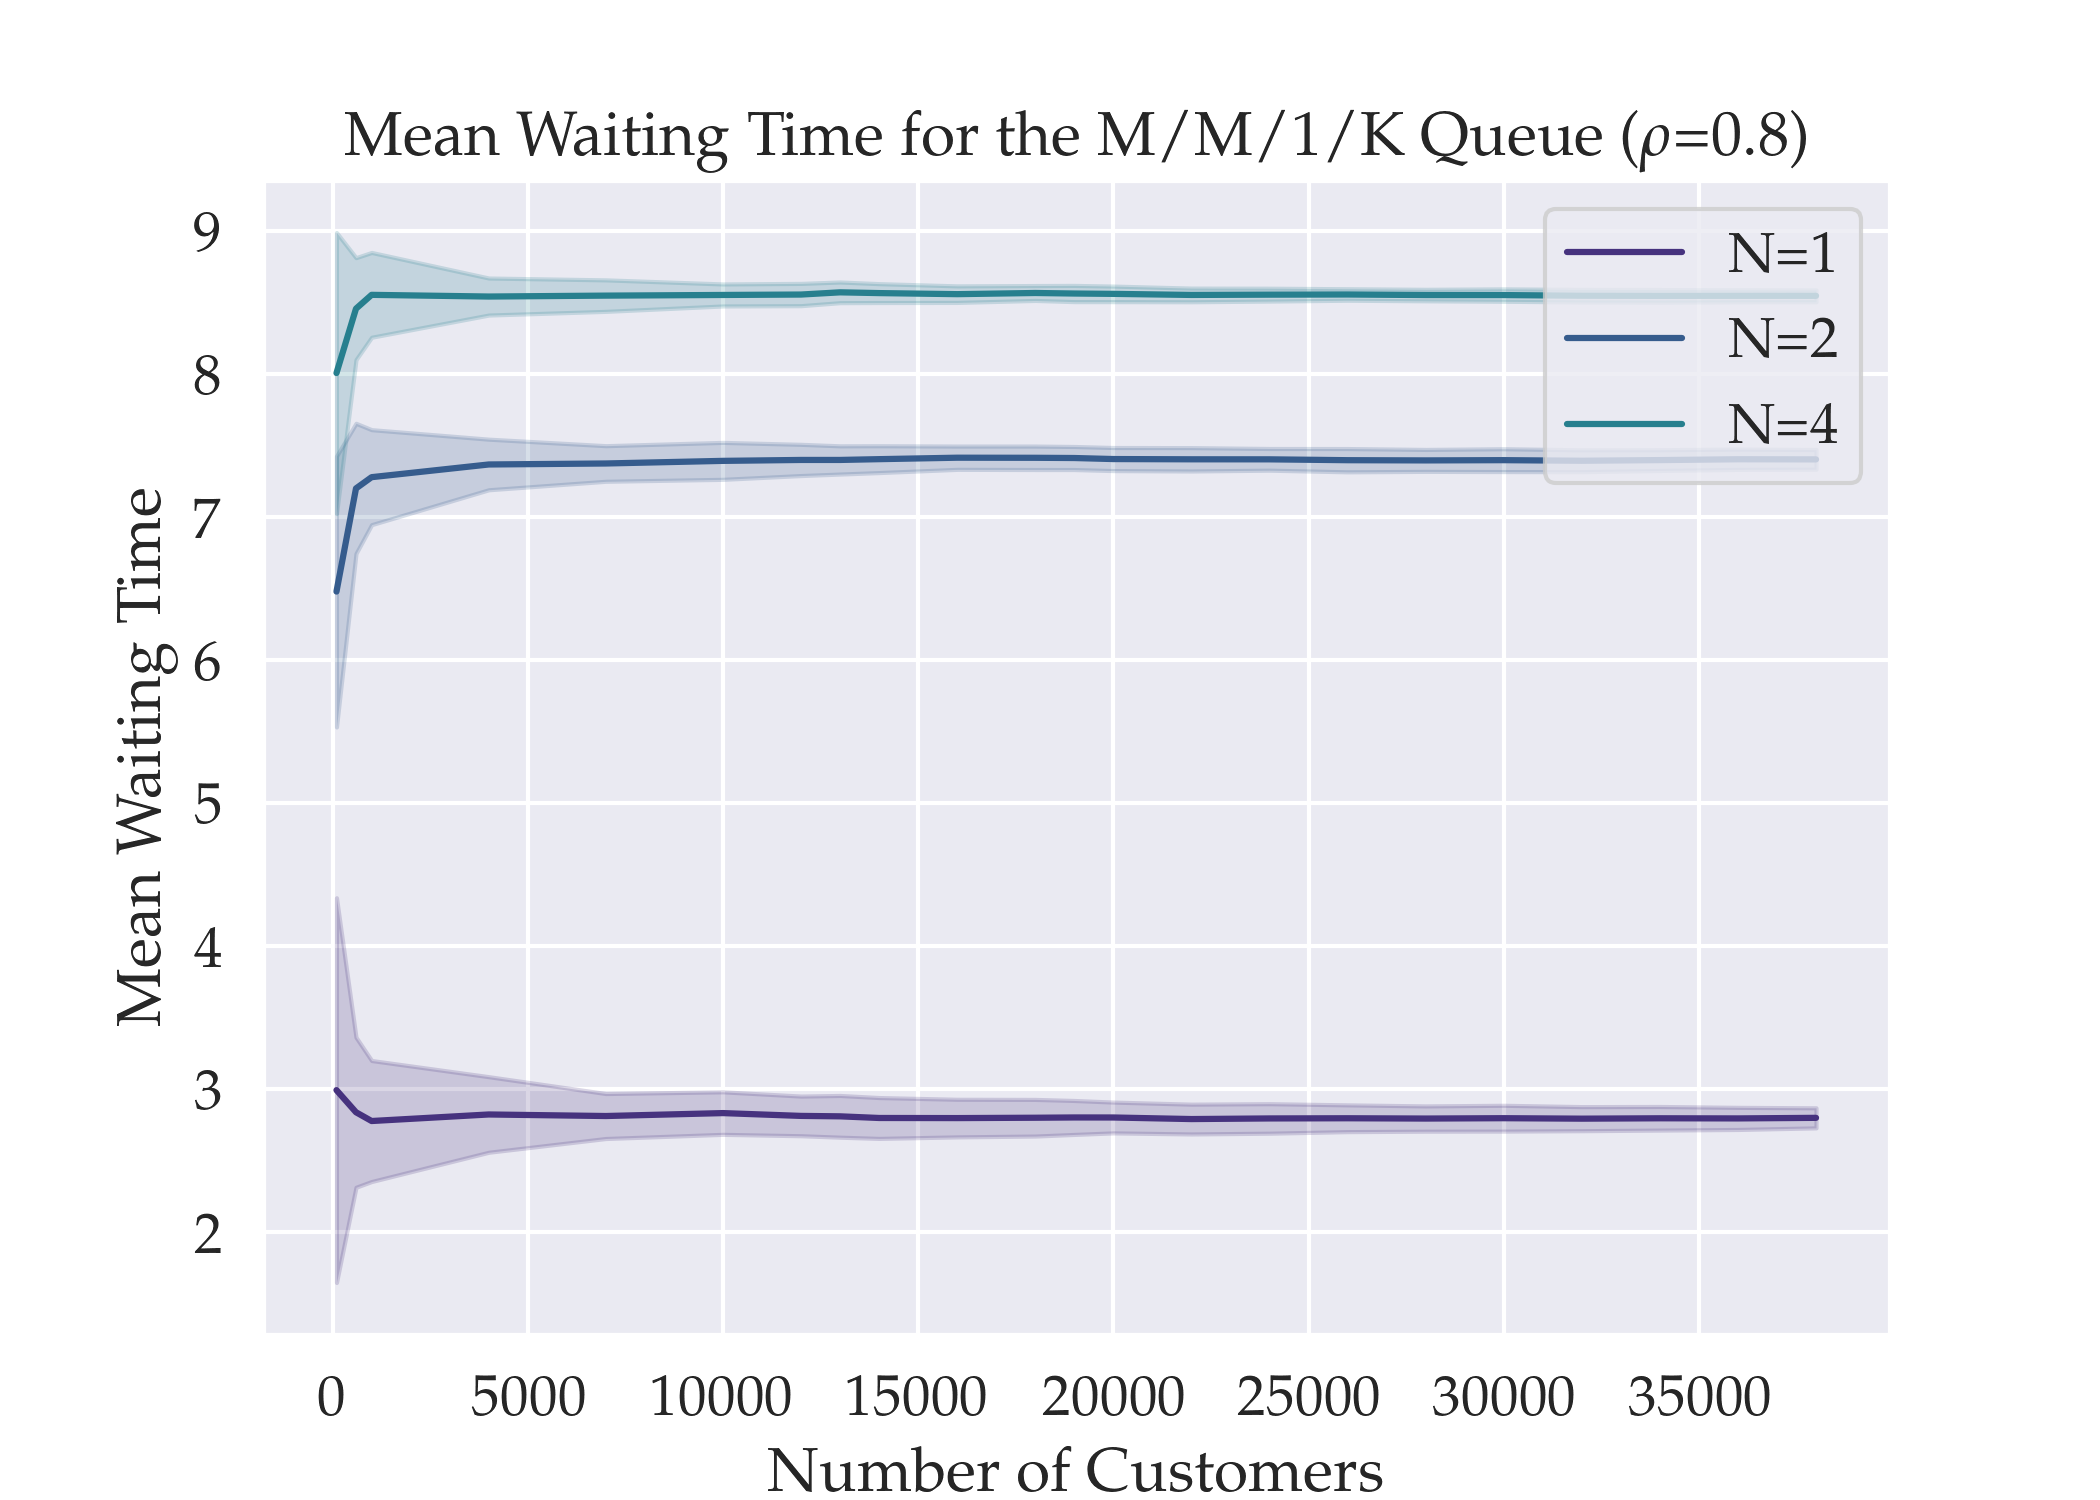 Mean Waiting Time for the M/M/1/K Queue (ρ=0.8)
9
8
7
6
5
4
3
2
Mean Waiting Time
N=1
N=2
N=4
0 5000 10000 15000 20000 25000 30000 35000
Number of Customers